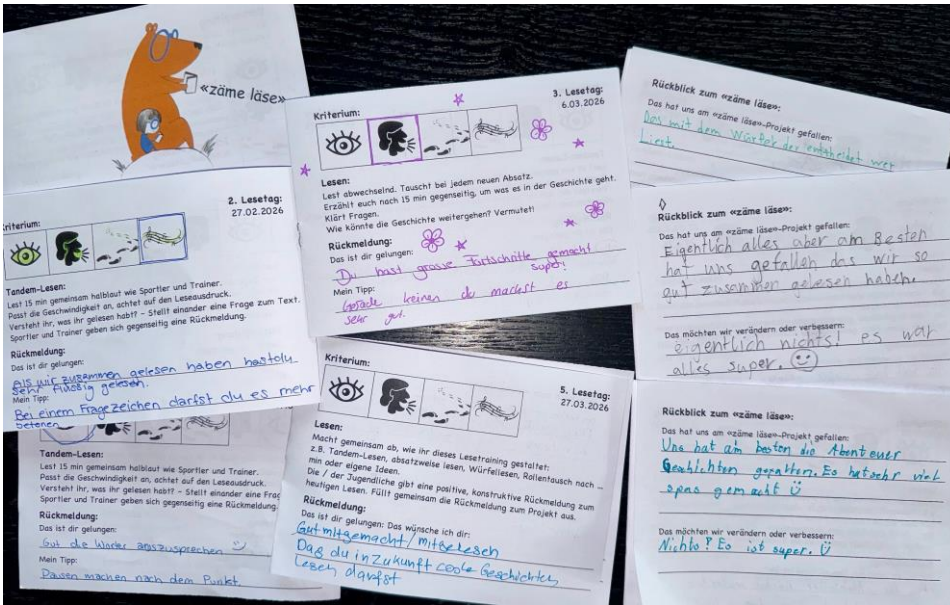 «zäme läse»
2. Lesetag:
27.02.2026
Kriterium:
Tandem-Lesen:
Lest 15 min gemeinsam halblaut wie Sportler und Trainer.
Passt die Geschwindigkeit an, achtet auf den Leseausdruck.
Versteht ihr, was ihr gelesen habt? – Stellt einander eine Frage zum Text.
Sportler und Trainer geben sich gegenseitig eine Rückmeldung.
Rückmeldung:
Das ist dir gelungen:
Als wir zusammen gelesen haben hastdu
sehr flüssig gelesen.
Mein Tipp:
Bei einem Fragezeichen darfst du es mehr
betonen
Tandem-Lesen:
Lest 15 min gemeinsam halblaut wie Sportler und Trainer.
Passt die Geschwindigkeit an, achtet auf den Leseausdruck.
Versteht ihr, was ihr gelesen habt? – Stellt einander eine Frag
Sportler und Trainer geben sich gegenseitig eine Rückmeldung.
Rückmeldung:
Das ist dir gelungen:
Gut die Wörter auszusprechen
Mein Tipp:
Pausen machen nach dem Punkt.
3. Lesetag:
6.03.2026
Kriterium:
Lesen:
Lest abwechselnd. Tauscht bei jedem neuen Absatz.
Erzählt euch nach 15 min gegenseitig, um was es in der Geschichte geht.
Klärt Fragen.
Wie könnte die Geschichte weitergehen? Vermutet!
Rückmeldung:
Das ist dir gelungen:
Du hast grosse Fortschritte gemacht
super!
Mein Tipp:
Gerade keinen du machst es
sehr gut.
Kriterium:
5. Lesetag:
27.03.2026
Lesen:
Macht gemeinsam ab, wie ihr dieses Lesetraining gestaltet:
z.B. Tandem-Lesen, absatzweise lesen, Würfellesen, Rollentausch nach ...
min oder eigene Ideen.
Die / der Jugendliche gibt eine positive, konstruktive Rückmeldung zum
heutigen Lesen. Füllt gemeinsam die Rückmeldung zum Projekt aus.
Rückmeldung:
Das ist dir gelungen: Das wünsche ich dir:
Gut mitgemacht/mitgelesen
Daß du in Zukunft coole Geschichten
lesen darfst
Rückblick zum «zäme läse»:
Das hat uns am «zäme läse»-Projekt gefallen:
Das mit dem Würfel der entscheidet wer
Liest.
Rückblick zum «zäme läse»:
Das hat uns am «zäme läse»-Projekt gefallen:
Eigentlich alles aber am Besten
hat uns gefallen das wir so
gut zusammen gelesen haben.
Das möchten wir verändern oder verbessern:
eigentlich nichts! es war
alles super.
Rückblick zum «zäme läse»:
Das hat uns am «zäme läse»-Projekt gefallen:
Uns hat am besten die Abenteuer
Geschichten gefallen. Es hat sehr viel
spas gemacht
Das möchten wir verändern oder verbessern:
Nichts! Es ist super.